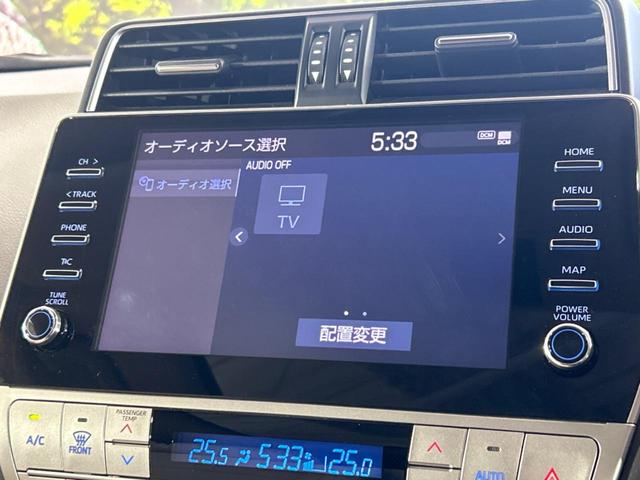 オーディオソース選択
5:33
DCM
DCM
オーディオ選択
AUDIO OFF
TV
配置変更
CH >
< TRACK
PHONE
TUNE
SCROLL
HOME
MENU
AUDIO
MAP
POWER
VOLUME
A/C
FRONT
PASSENGER
TEMP
25.5
5:33
25.0
AUTO